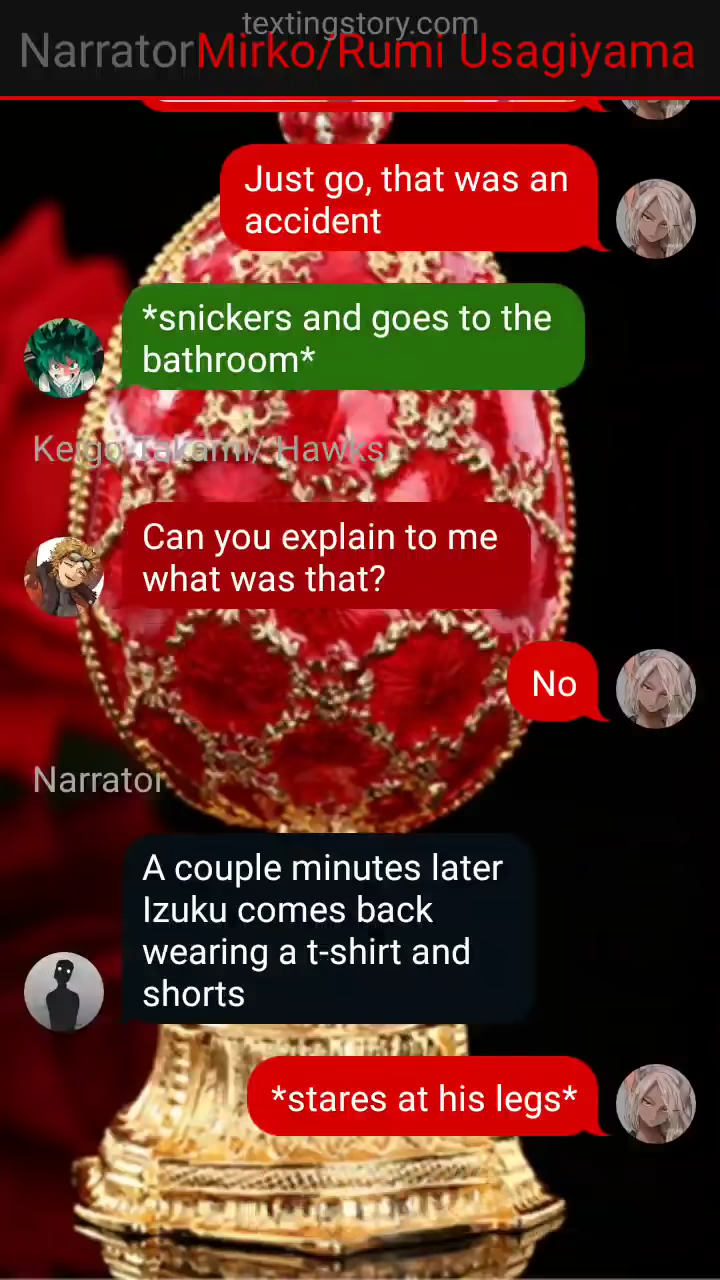 textingstory.com
NarratorMirko/Rumi Usagiyama
Just go, that was an
accident
*snickers and goes to the
bathroom*
Keigo Takami/ Hawks
Can you explain to me
what was that?
No
Narrator
A couple minutes later
Izuku comes back
wearing a t-shirt and
shorts
*stares at his legs*